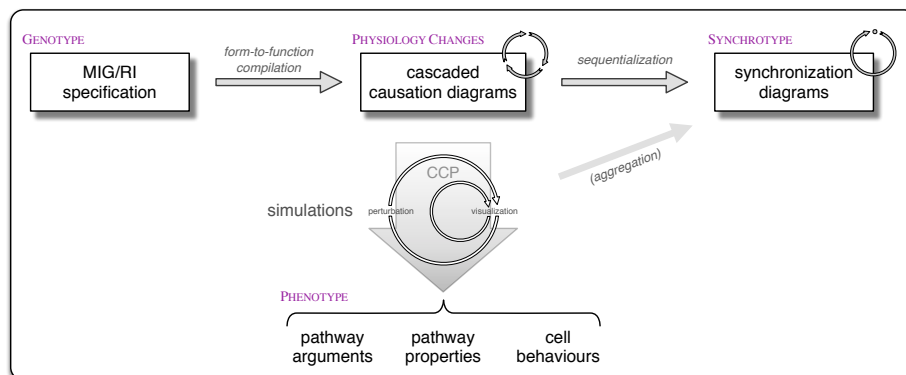 GENOTYPE
form-to-function
compilation
PHYSIOLOGY CHANGES
sequentialization
SYNCHROTYPE
MIG/RI
specification
cascaded
causation diagrams
synchronization
diagrams
(aggregation)
CCP
simulations
perturbation
visualization
PHENOTYPE
pathway
arguments
pathway
properties
cell
behaviours